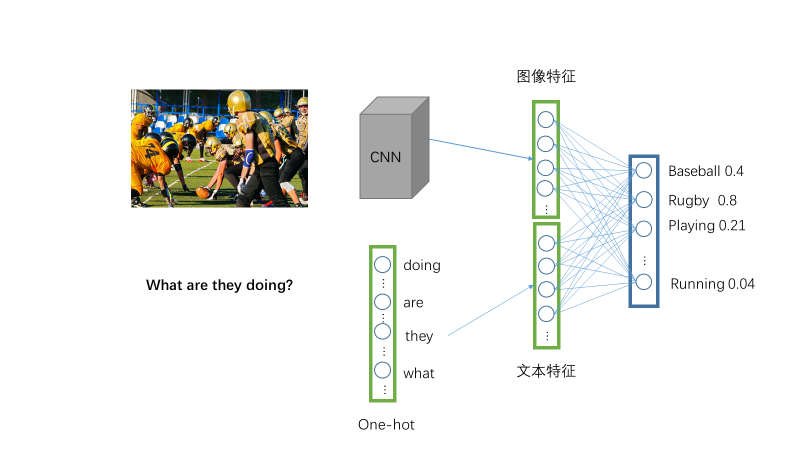 图像特征
CNN
Baseball 0.4
Rugby 0.8
Playing 0.21
Running 0.04
What are they doing?
doing
are
they
what
文本特征
One-hot
4